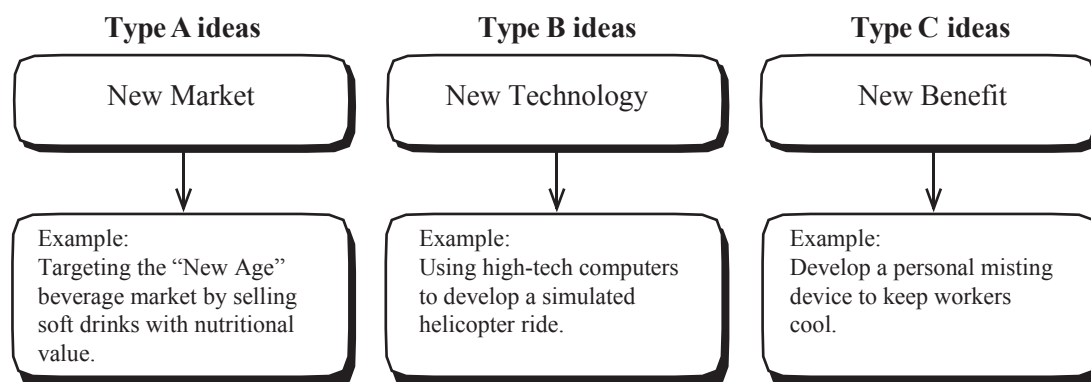 Type A ideas
New Market
Example:
Targeting the “New Age”
beverage market by selling
soft drinks with nutritional
value.
Type B ideas
New Technology
Example:
Using high-tech computers
to develop a simulated
helicopter ride.
Type C ideas
New Benefit
Example:
Develop a personal misting
device to keep workers
cool.